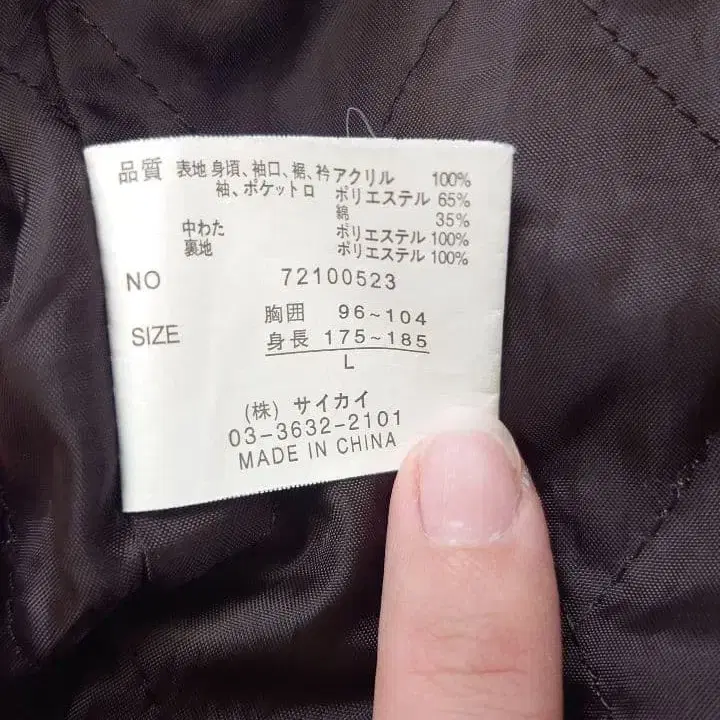 品質 表地 身頃、袖口、裾、衿 アクリル 100%
袖、ポケット口 ポリエステル 65%
綿 35%
中わた ポリエステル 100%
裏地 ポリエステル 100%
NO 72100523
SIZE 胸囲 96~104
身長 175~185
L
(株) サイカイ
03-3632-2101
MADE IN CHINA